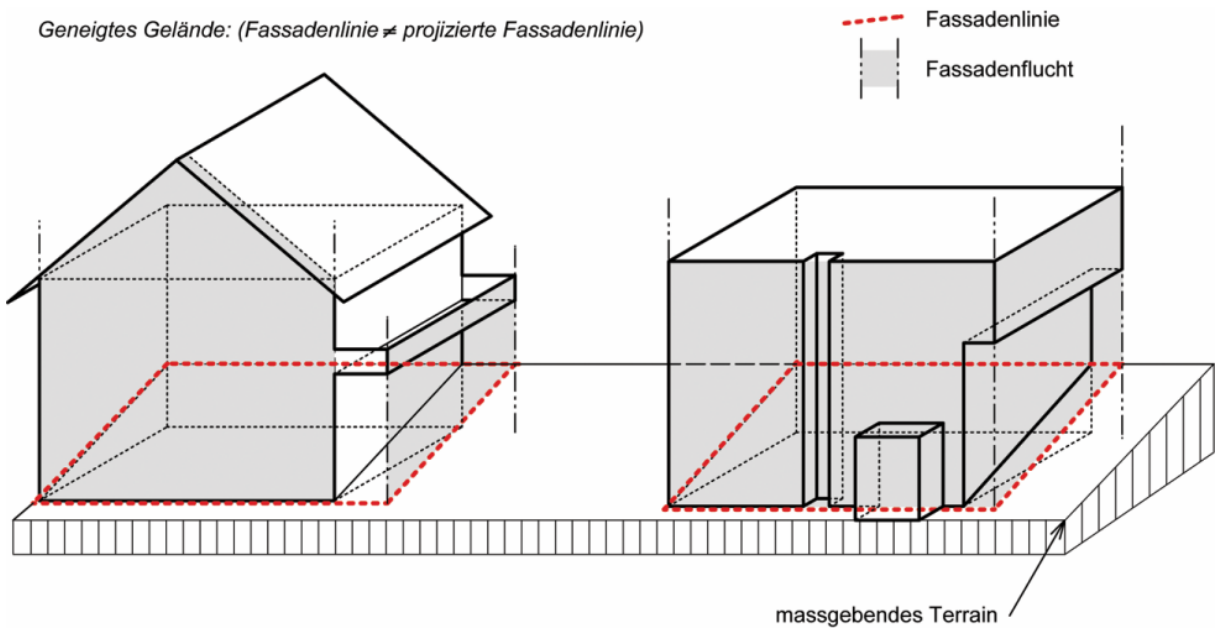 Geneigtes Gelände: (Fassadenlinie ≠ projizierte Fassadenlinie)
Fassadenlinie
Fassadenflucht
massgebendes Terrain